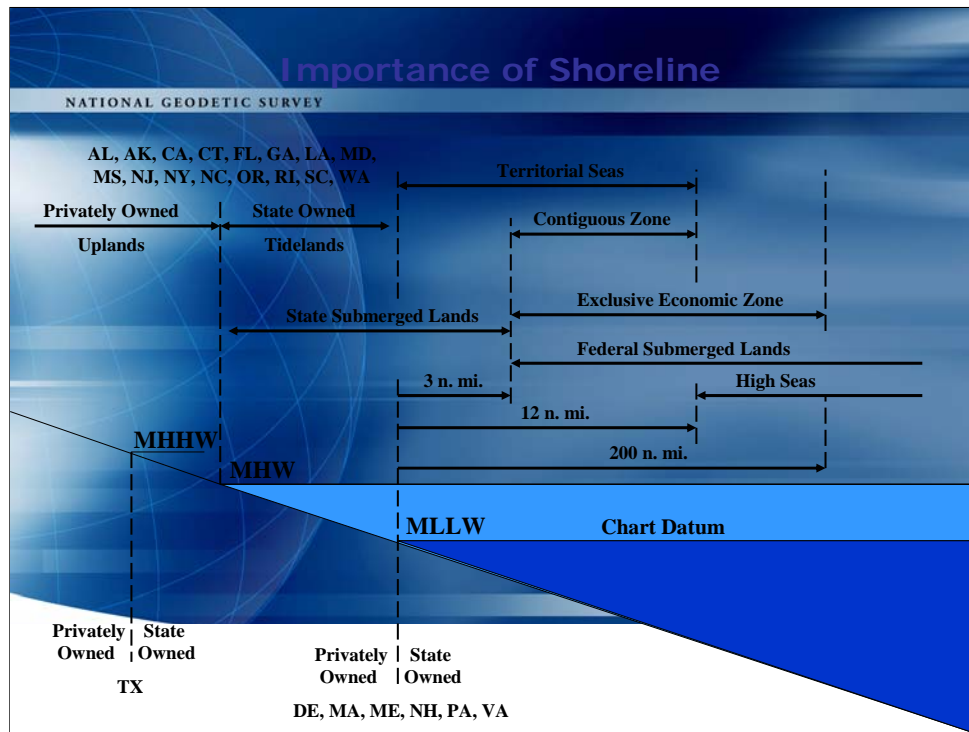 Importance of Shoreline
NATIONAL GEODETIC SURVEY
AL, AK, CA, CT, FL, GA, LA, MD,
MS, NJ, NY, NC, OR, RI, SC, WA
Territorial Seas
Privately Owned
State Owned
Contiguous Zone
Uplands
Tidelands
Exclusive Economic Zone
State Submerged Lands
Federal Submerged Lands
3 n. mi.
High Seas
12 n. mi.
MHHW
200 n. mi.
MHW
MLLW
Chart Datum
Privately State
Owned Owned
TX
Privately State
Owned Owned
DE, MA, ME, NH, PA, VA